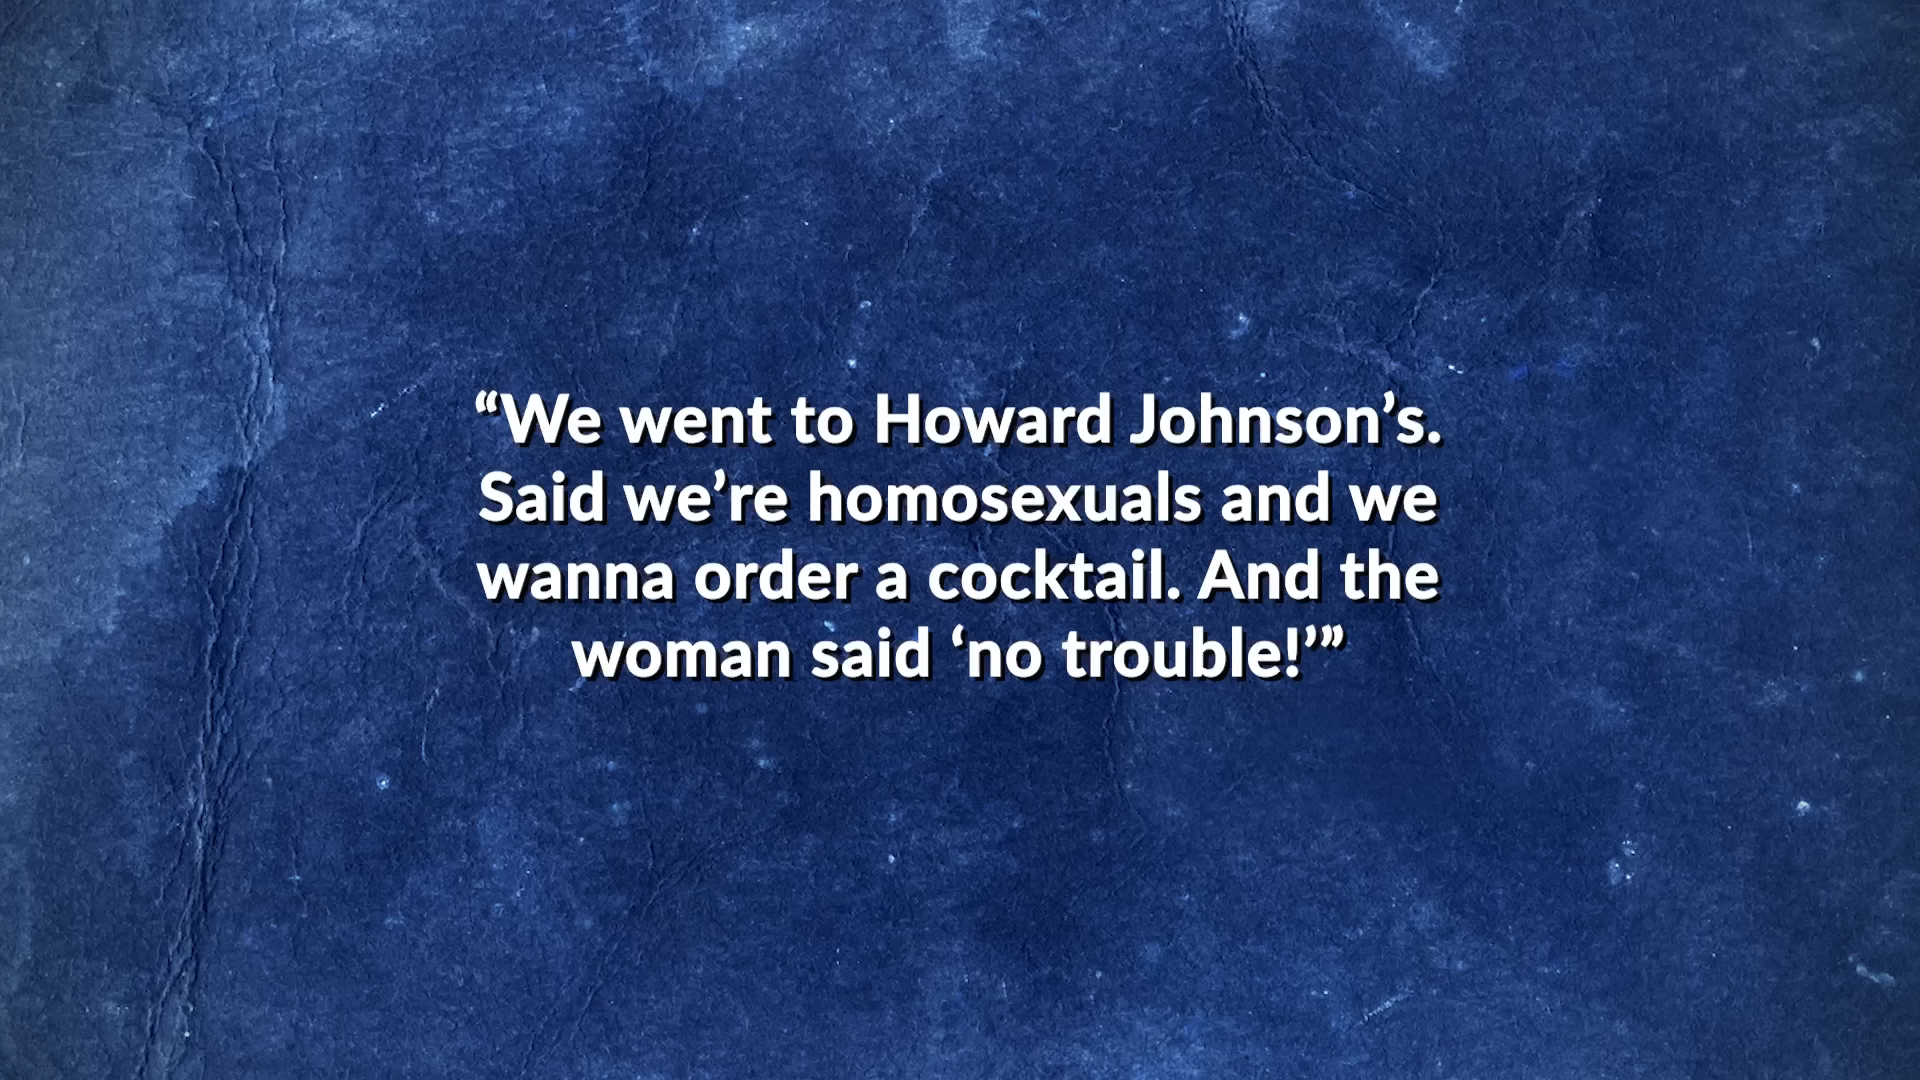 “We went to Howard Johnson’s.
Said we’re homosexuals and we
wanna order a cocktail. And the
woman said ‘no trouble!’”